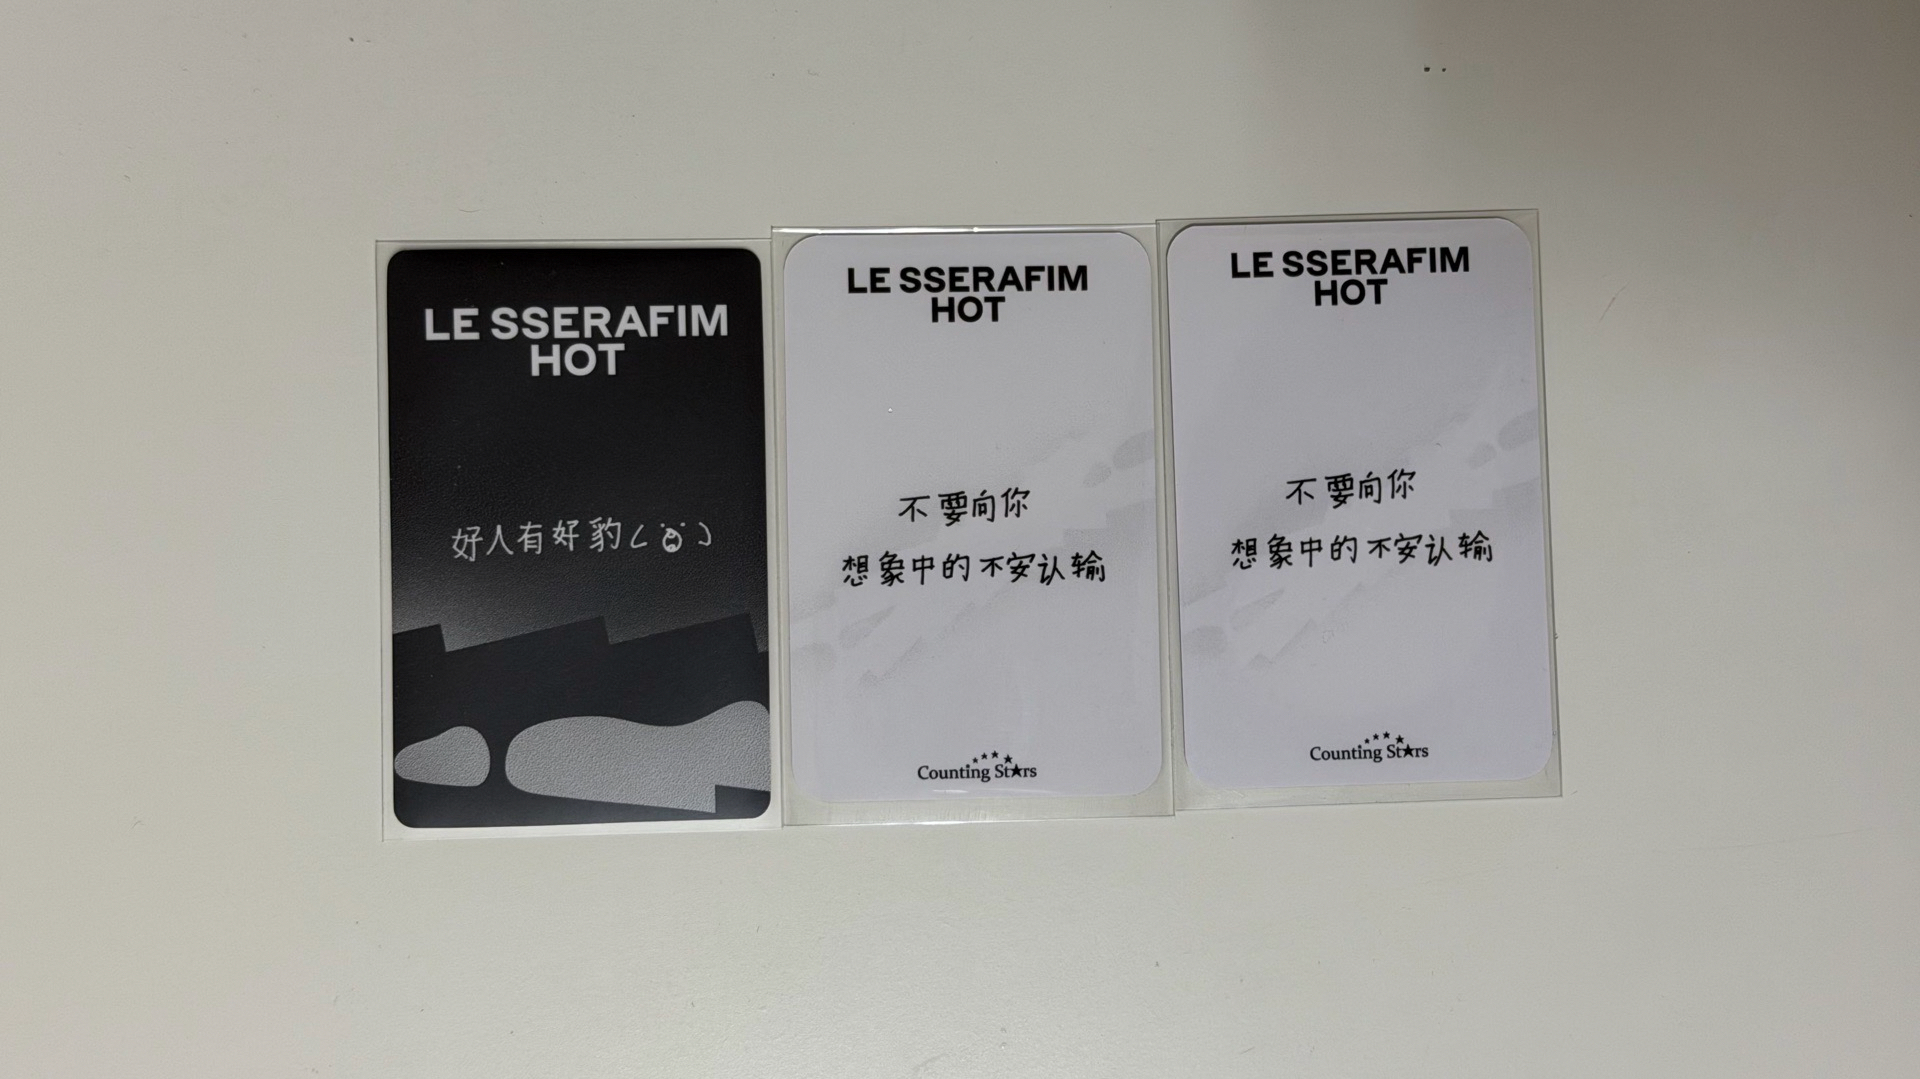 LE SSERAFIM
HOT
好人有好豹
LE SSERAFIM
HOT
不要向你
想象中的不安认输
Counting Stars
LE SSERAFIM
HOT
不要向你
想象中的不安认输
Counting Stars